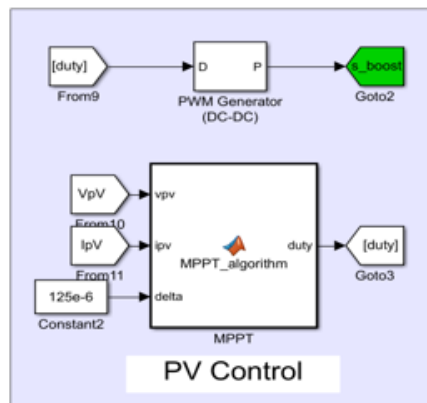 [duty]
D
P
s_boost
From9
PWM Generator
(DC-DC)
Goto2
VpV
vpv
From10
IpV
ipv
MPPT_algorithm
duty
[duty]
From11
Goto3
125e-6
delta
Constant2
MPPT
PV Control